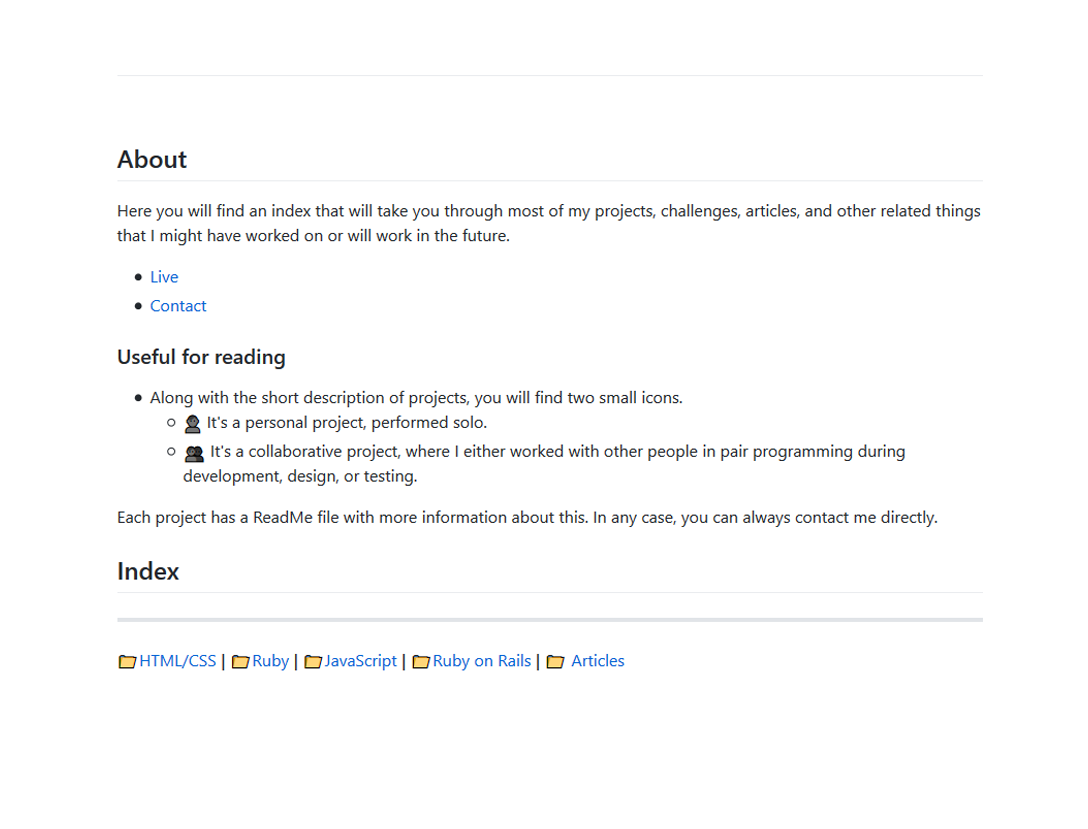 About
Here you will find an index that will take you through most of my projects, challenges, articles, and other related things
that I might have worked on or will work in the future.
Live
Contact
Useful for reading
Along with the short description of projects, you will find two small icons.
It's a personal project, performed solo.
It's a collaborative project, where I either worked with other people in pair programming during
development, design, or testing.
Each project has a ReadMe file with more information about this. In any case, you can always contact me directly.
Index
HTML/CSS | Ruby | JavaScript | Ruby on Rails | Articles